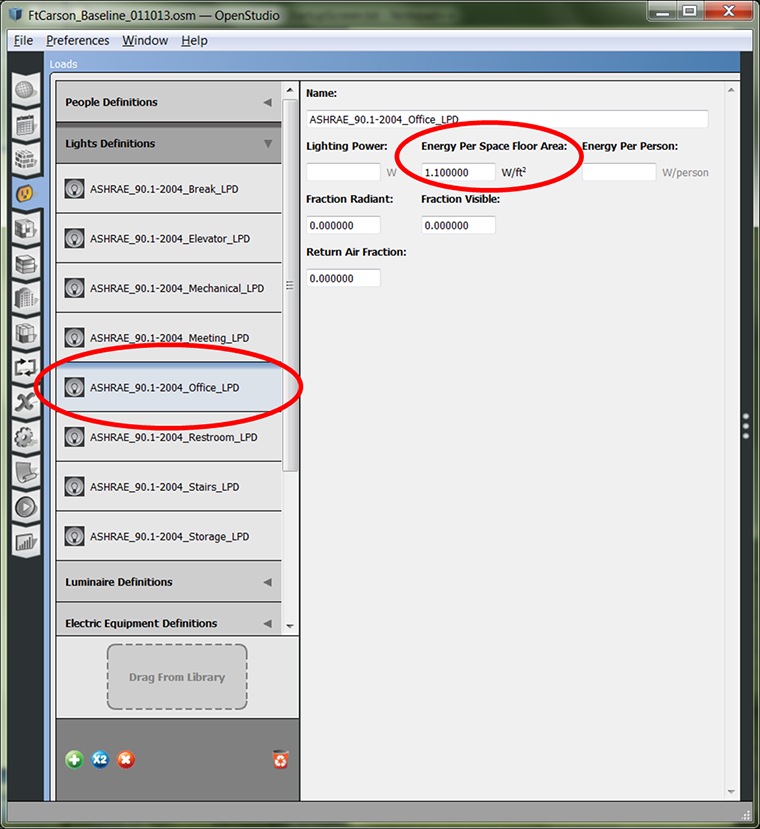 FtCarson_Baseline_011013.osm — OpenStudio
File Preferences Window Help
Loads
People Definitions
Lights Definitions
ASHRAE_90.1-2004_Break_LPD
ASHRAE_90.1-2004_Elevator_LPD
ASHRAE_90.1-2004_Mechanical_LPD
ASHRAE_90.1-2004_Meeting_LPD
ASHRAE_90.1-2004_Office_LPD
ASHRAE_90.1-2004_Restroom_LPD
ASHRAE_90.1-2004_Stairs_LPD
ASHRAE_90.1-2004_Storage_LPD
Luminaire Definitions
Electric Equipment Definitions
Drag From Library
X2
Name:
ASHRAE_90.1-2004_Office_LPD
Lighting Power: Energy Per Space Floor Area: Energy Per Person:
W 1.100000 W/ft² W/person
Fraction Radiant: Fraction Visible:
0.000000 0.000000
Return Air Fraction:
0.000000